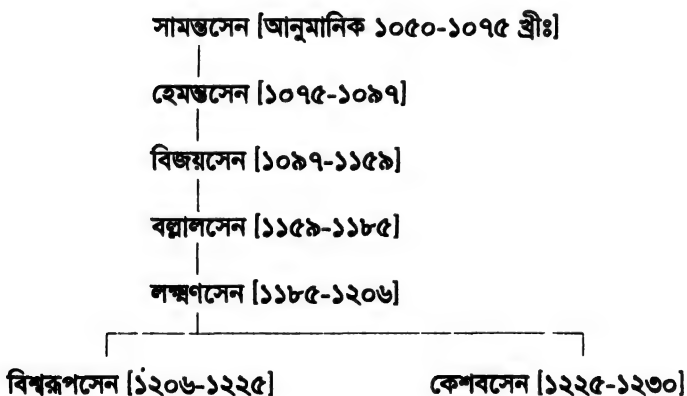 সামন্তসেন [আনুমানিক ১০৫০-১০৭৫ খ্রীঃ]
হেমন্তসেন [১০৭৫-১০৯৭]
বিজয়সেন [১০৯৭-১১৫৯]
বল্লালসেন [১১৫৯-১১৮৫]
লক্ষ্মণসেন [১১৮৫-১২০৬]
বিশ্বরূপসেন [১২০৬-১২২৫] কেশবসেন [১২২৫-১২৩০]